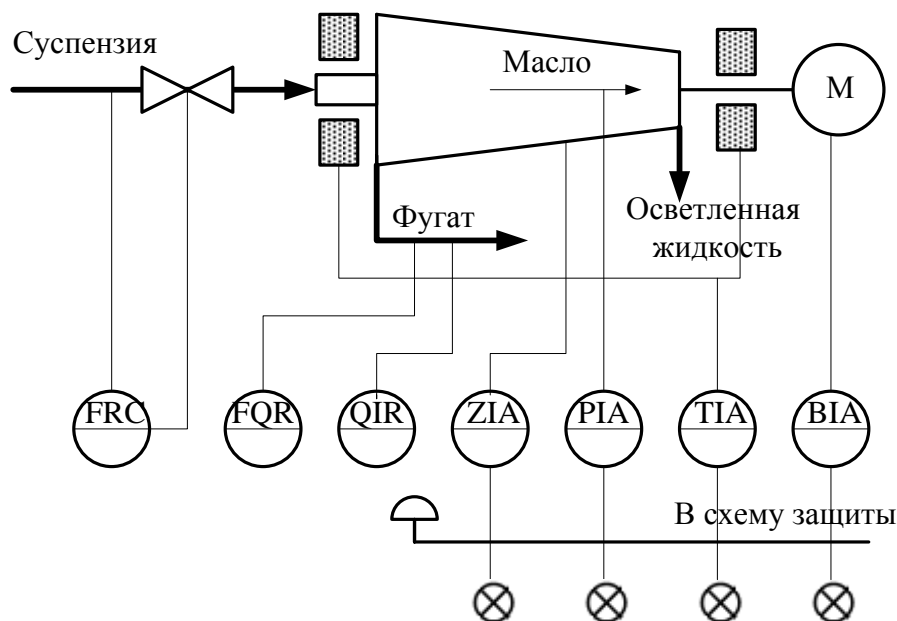 Суспензия
Масло
М
Фугат
Осветленная
жидкость
FRC
FQR
QIR
ZIA
PIA
TIA
BIA
В схему защиты